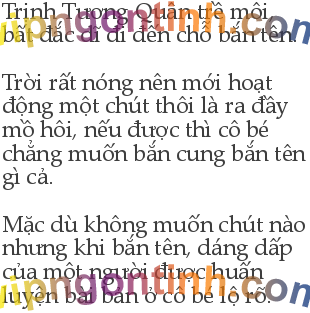 Trịnh Tương Quân trề môi,
bất đắc dĩ đi đến chỗ bắn tên.
Trời rất nóng nên mới hoạt
động một chút thôi là ra đầy
mồ hôi, nếu được thì cô bé
chẳng muốn bắn cung bắn tên
gì cả.
Mặc dù không muốn chút nào
nhưng khi bắn tên, dáng dấp
của một người được huấn
luyện bài bản ở cô bé lộ rõ.